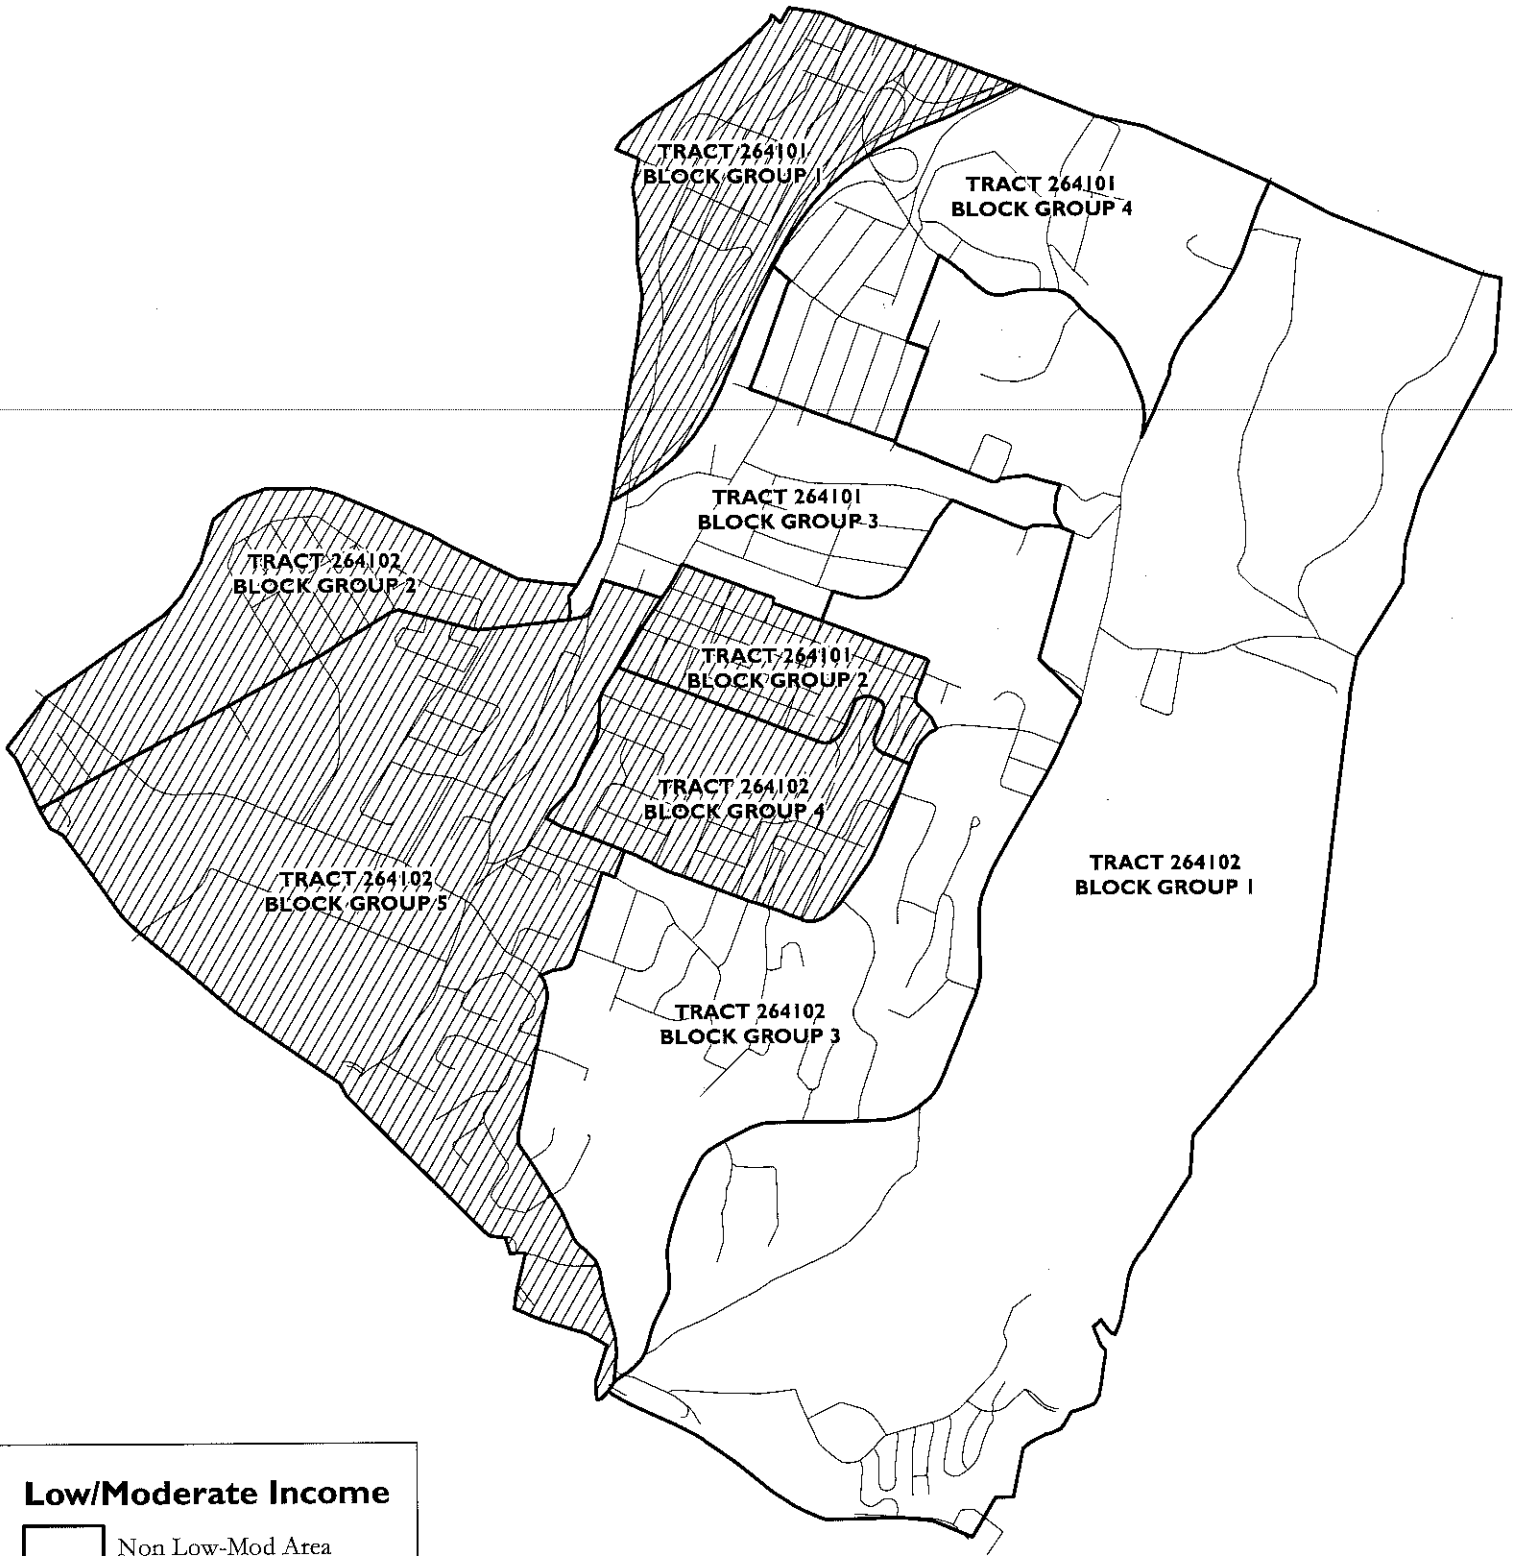 TRACT 264101
BLOCK GROUP 1
TRACT 264101
BLOCK GROUP 4
TRACT 264101
BLOCK GROUP 3
TRACT 264102
BLOCK GROUP 2
TRACT 264101
BLOCK GROUP 2
TRACT 264102
BLOCK GROUP 4
TRACT 264102
BLOCK GROUP 5
TRACT 264102
BLOCK GROUP 1
TRACT 264102
BLOCK GROUP 3
Low/Moderate Income
Non Low-Mod Area